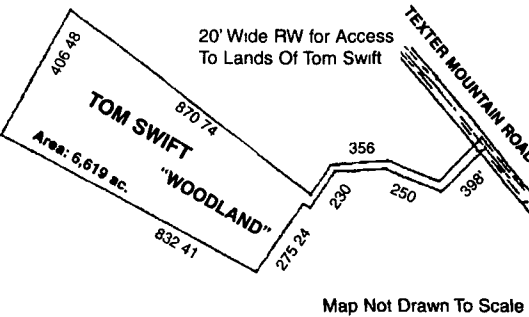 TEXTER MOUNTAIN ROAD
20' Wide RW for Access
To Lands Of Tom Swift
406 48
870 74
TOM SWIFT
"WOODLAND"
Area: 6,619 ac.
356
230
250
398'
275 24
832 41
Map Not Drawn To Scale